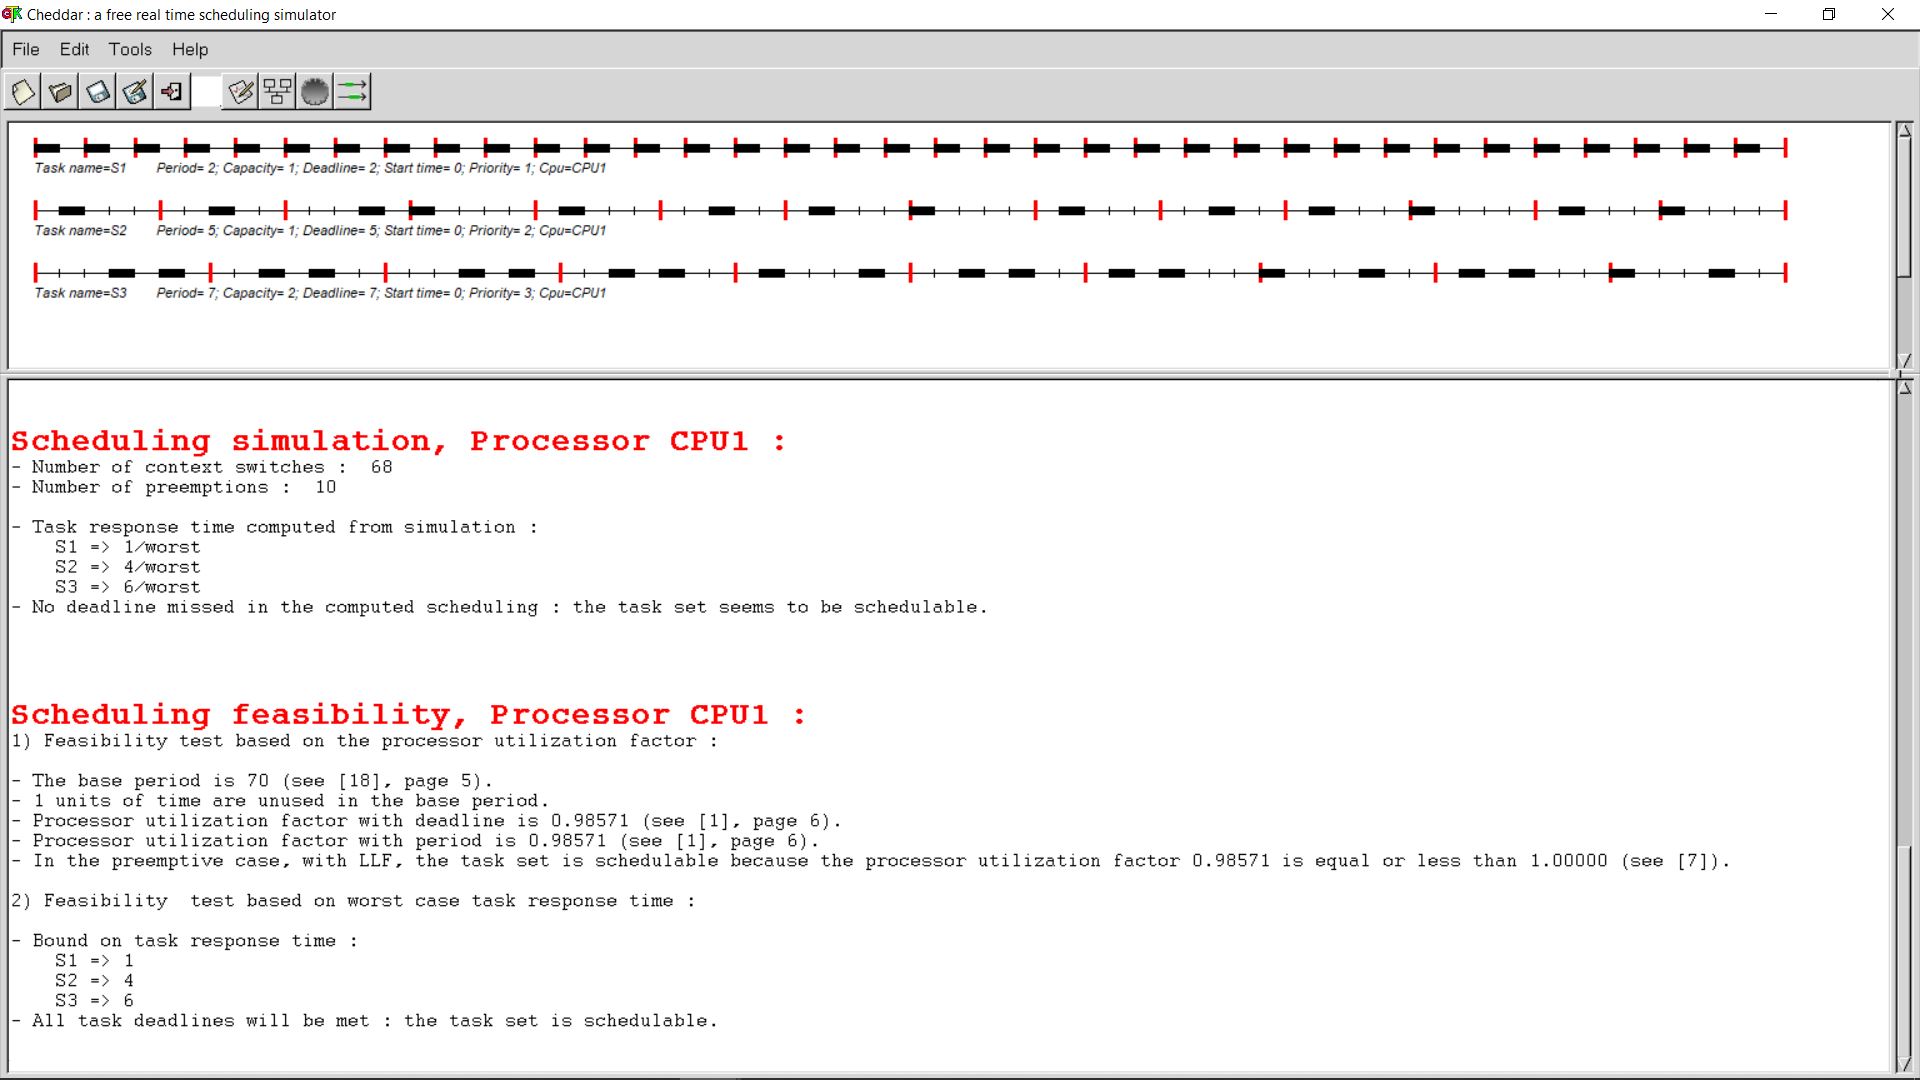 Cheddar : a free real time scheduling simulator
File Edit Tools Help
Task name=S1 Period= 2; Capacity= 1; Deadline= 2; Start time= 0; Priority= 1; Cpu=CPU1
Task name=S2 Period= 5; Capacity= 1; Deadline= 5; Start time= 0; Priority= 2; Cpu=CPU1
Task name=S3 Period= 7; Capacity= 2; Deadline= 7; Start time= 0; Priority= 3; Cpu=CPU1
Scheduling simulation, Processor CPU1 :
- Number of context switches : 68
- Number of preemptions : 10
- Task response time computed from simulation :
S1 => 1/worst
S2 => 4/worst
S3 => 6/worst
- No deadline missed in the computed scheduling : the task set seems to be schedulable.
Scheduling feasibility, Processor CPU1 :
1) Feasibility test based on the processor utilization factor :
- The base period is 70 (see [18], page 5).
- 1 units of time are unused in the base period.
- Processor utilization factor with deadline is 0.98571 (see [1], page 6).
- Processor utilization factor with period is 0.98571 (see [1], page 6).
- In the preemptive case, with LLF, the task set is schedulable because the processor utilization factor 0.98571 is equal or less than 1.00000 (see [7]).
2) Feasibility test based on worst case task response time :
- Bound on task response time :
S1 => 1
S2 => 4
S3 => 6
- All task deadlines will be met : the task set is schedulable.